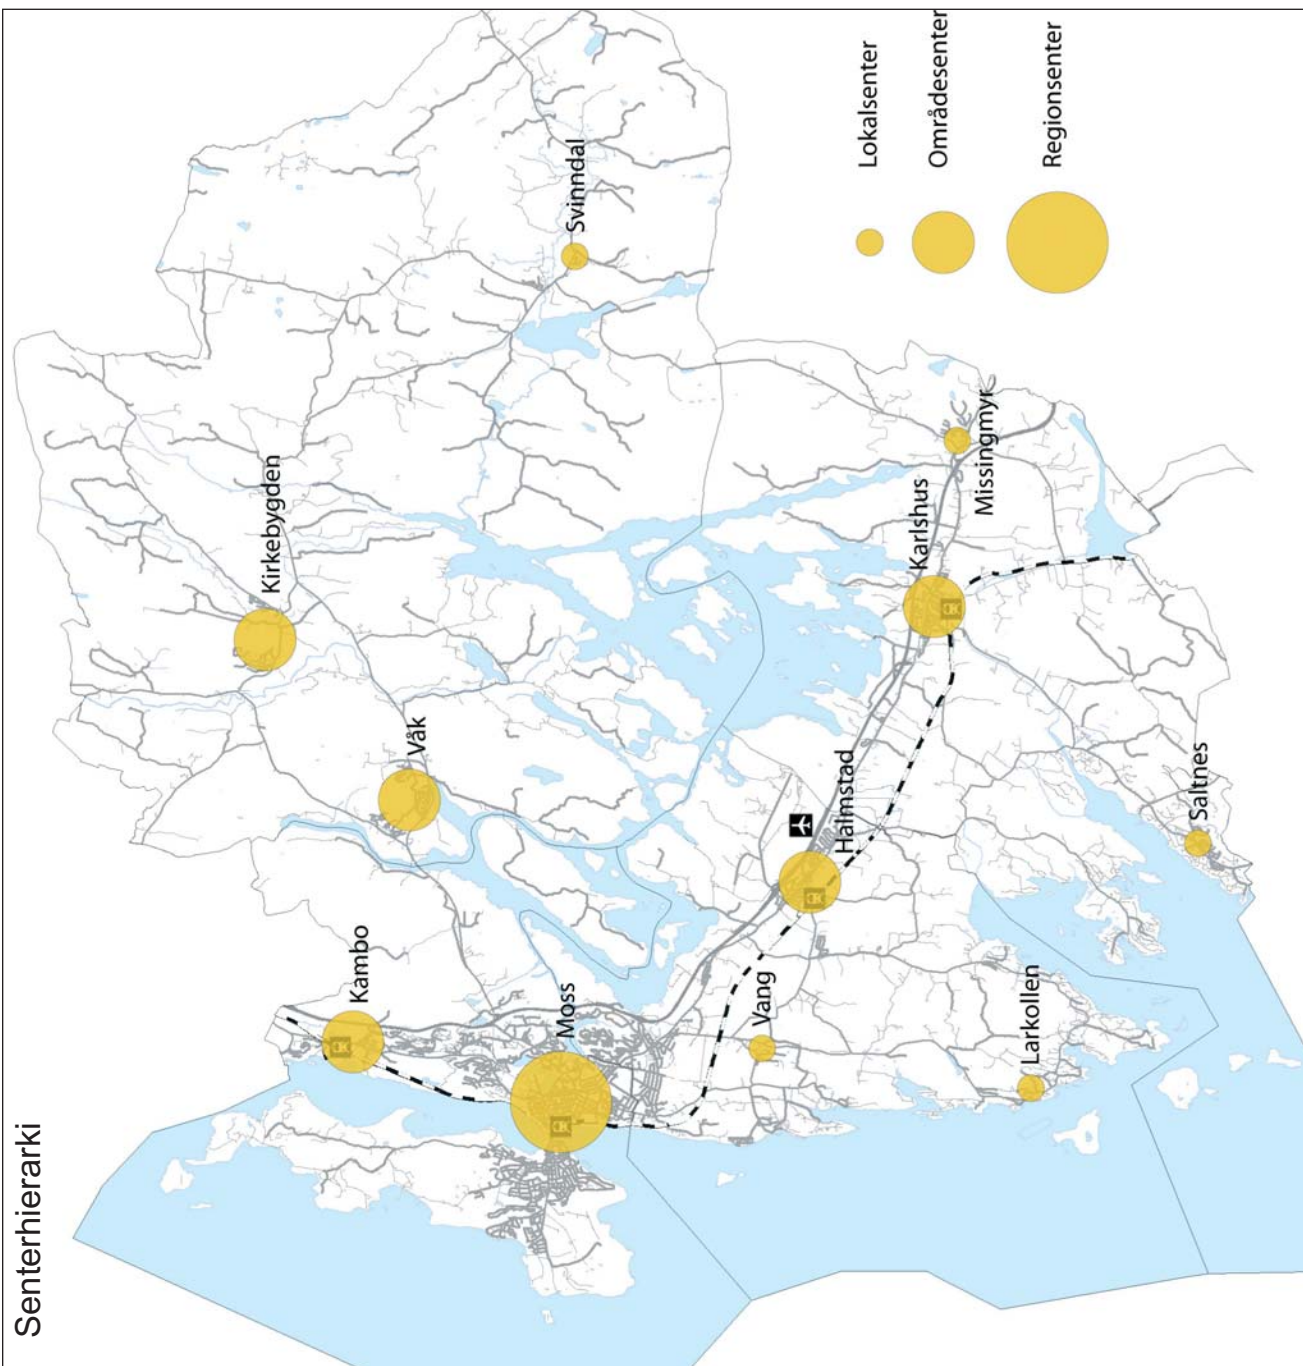 Senterhierarki
Kirkebygden
Svinndal
Våk
Kambo
Moss
Vang
Halmstad
Karlshus
Missingmyr
Larkollen
Saltnes
Lokalsenter
Områdesenter
Regionsenter